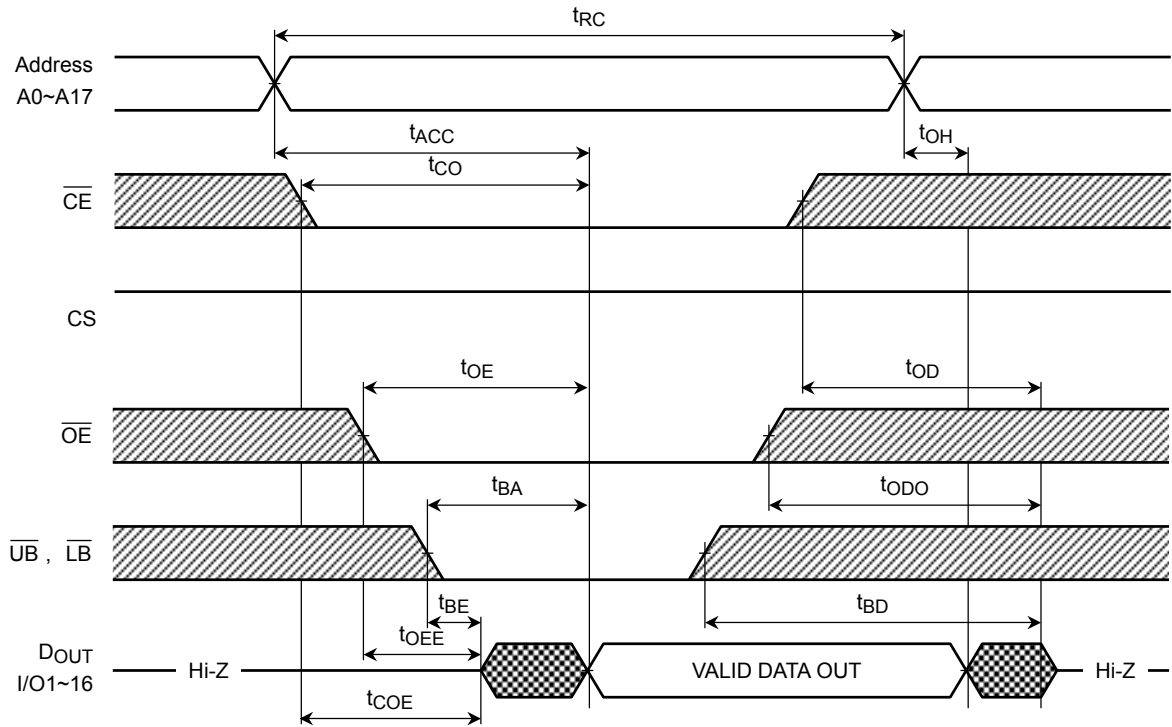 tRC
Address
A0~A17
tACC
tOH
tCO
CE
CS
tOE
tOD
OE
tBA
tODO
UB , LB
tBE
tBD
tOEE
DOUT
I/O1~16
Hi-Z
VALID DATA OUT
Hi-Z
tCOE